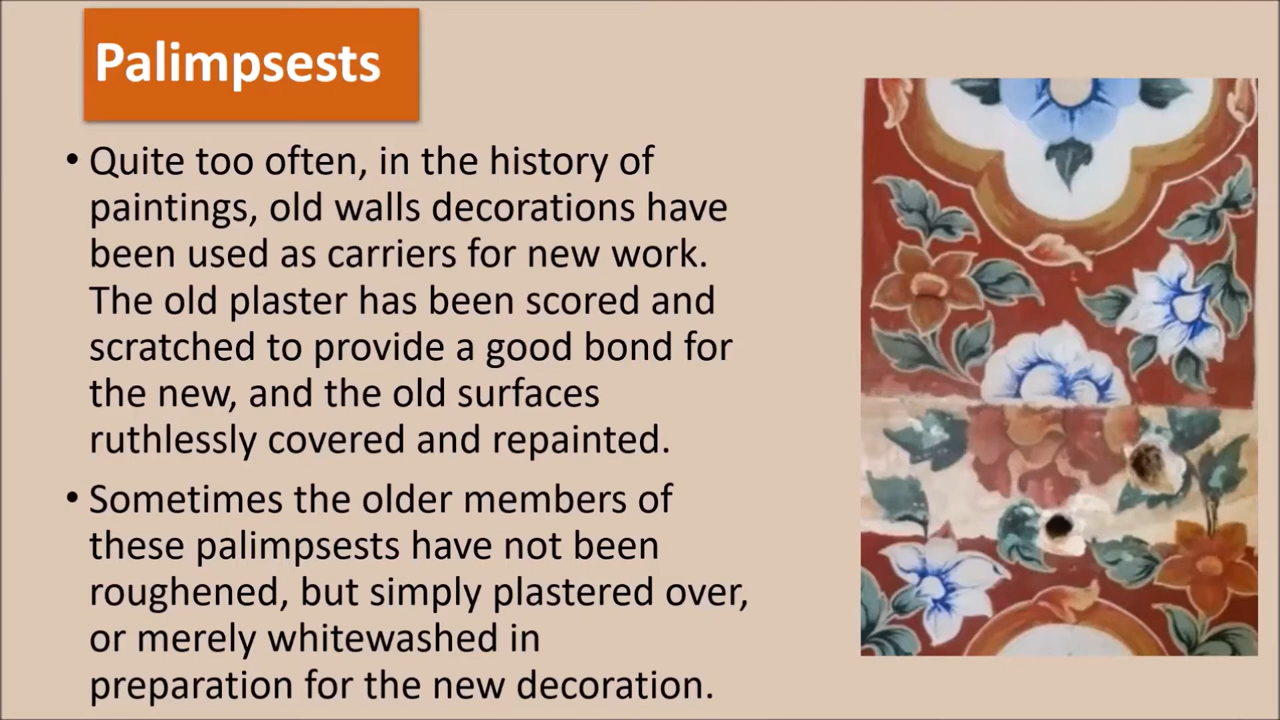 Palimpsests
• Quite too often, in the history of
paintings, old walls decorations have
been used as carriers for new work.
The old plaster has been scored and
scratched to provide a good bond for
the new, and the old surfaces
ruthlessly covered and repainted.
• Sometimes the older members of
these palimpsests have not been
roughened, but simply plastered over,
or merely whitewashed in
preparation for the new decoration.